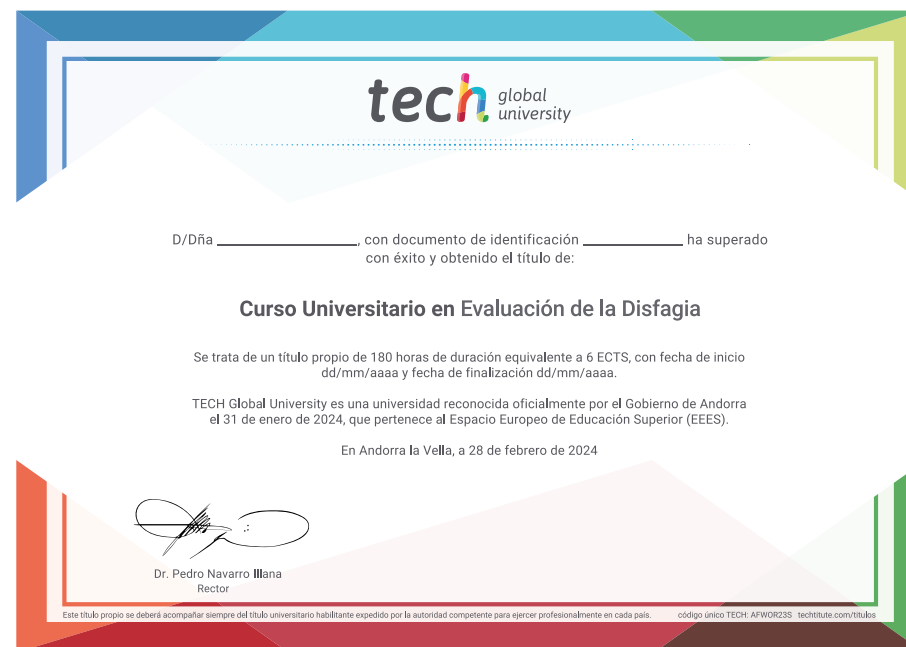 tech global university
D/Dña ____________________, con documento de identificación ______________ ha superado
con éxito y obtenido el título de:
Curso Universitario en Evaluación de la Disfagia
Se trata de un título propio de 180 horas de duración equivalente a 6 ECTS, con fecha de inicio
dd/mm/aaaa y fecha de finalización dd/mm/aaaa.
TECH Global University es una universidad reconocida oficialmente por el Gobierno de Andorra
el 31 de enero de 2024, que pertenece al Espacio Europeo de Educación Superior (EEES).
En Andorra la Vella, a 28 de febrero de 2024
Dr. Pedro Navarro Illana
Rector
Este título propio se deberá acompañar siempre del título universitario habilitante expedido por la autoridad competente para ejercer profesionalmente en cada país. código único TECH: AFWOR23S techtitute.com/titulos